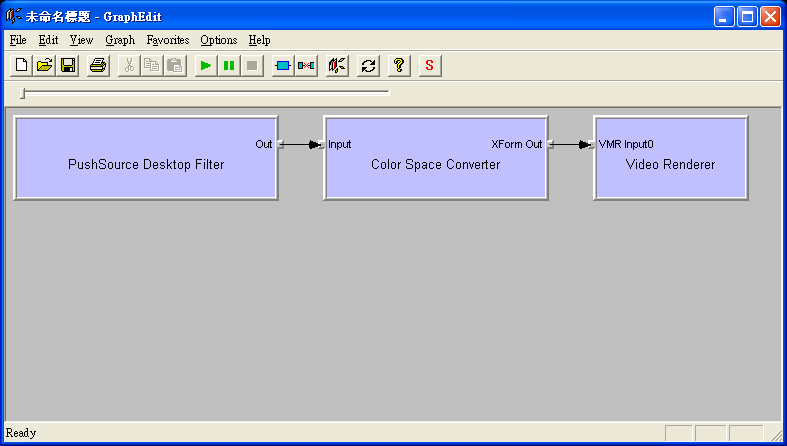 未命名標題 - GraphEdit
File Edit View Graph Favorites Options Help
? S
Out Input XForm Out VMR Input0
PushSource Desktop Filter Color Space Converter Video Renderer
Ready